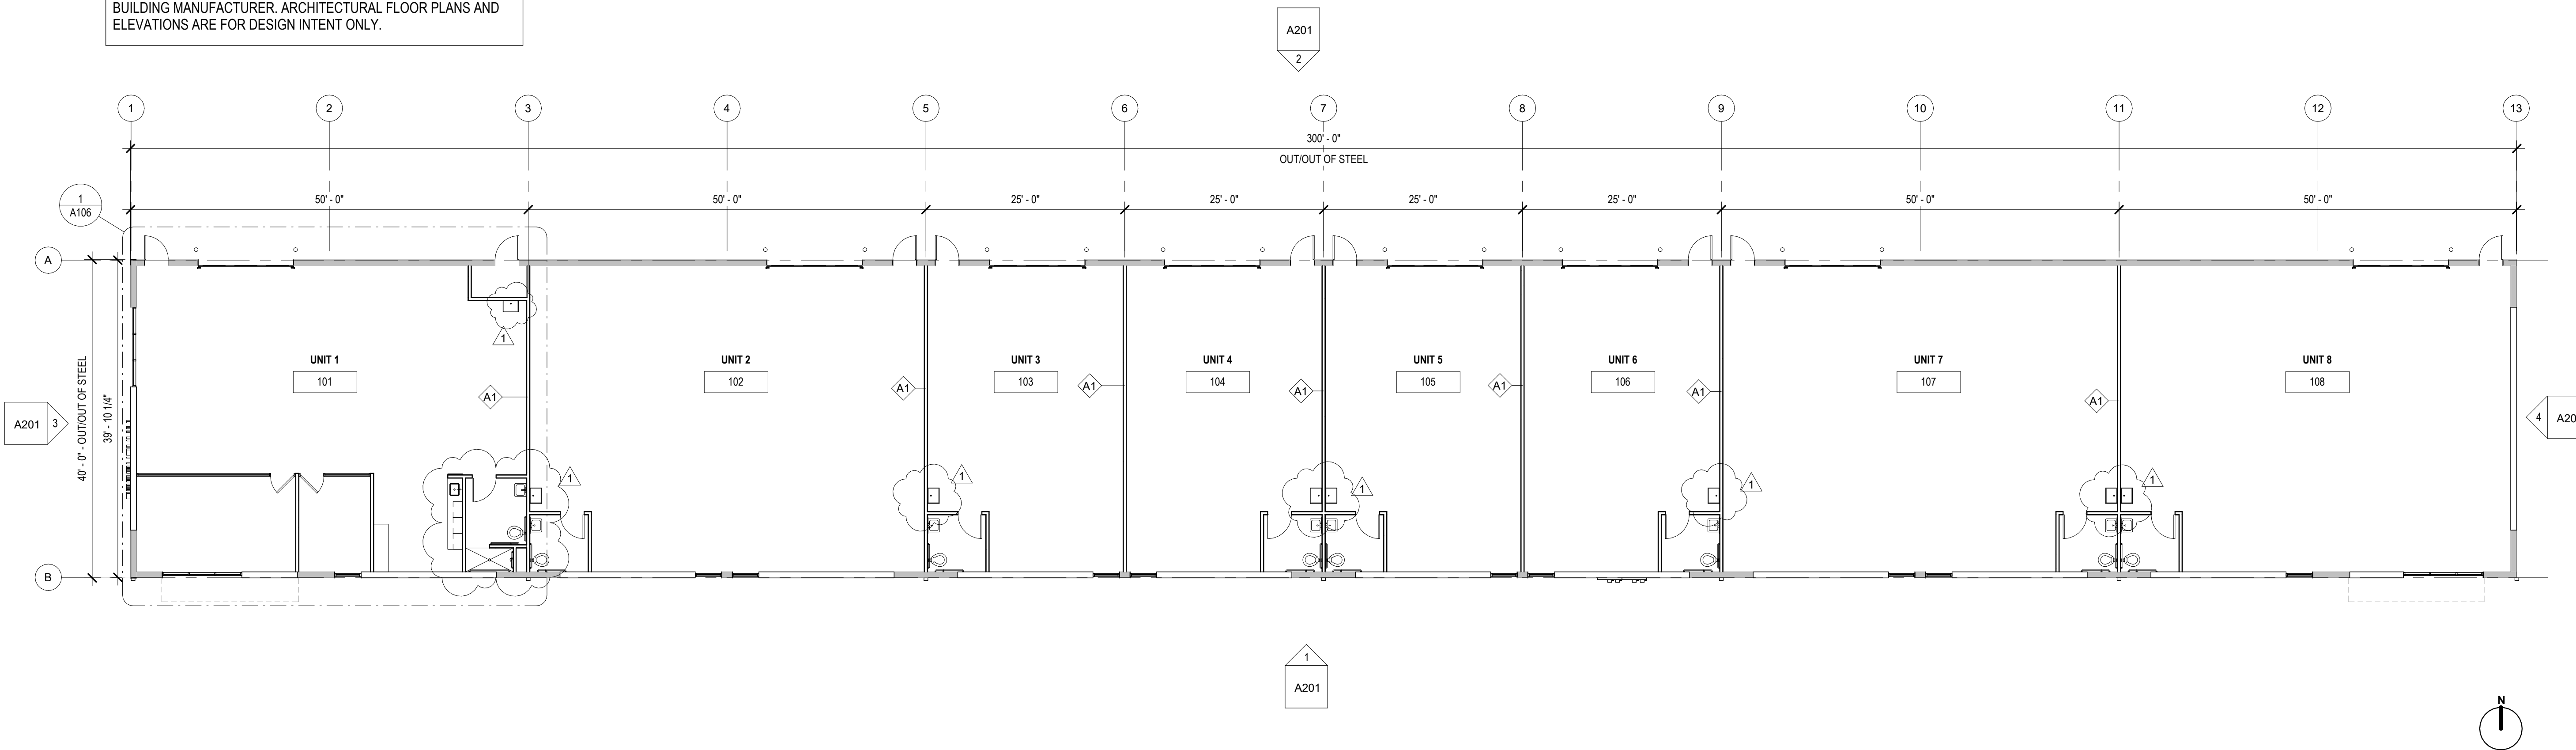 BUILDING MANUFACTURER. ARCHITECTURAL FLOOR PLANS AND
ELEVATIONS ARE FOR DESIGN INTENT ONLY.
A201
2
1 2 3 4 5 6 7 8 9 10 11 12 13
300' - 0"
OUT/OUT OF STEEL
1
A106
50' - 0" 50' - 0" 25' - 0" 25' - 0" 25' - 0" 25' - 0" 50' - 0" 50' - 0"
A
1
UNIT 1 UNIT 2 UNIT 3 UNIT 4 UNIT 5 UNIT 6 UNIT 7 UNIT 8
101 102 103 104 105 106 107 108
A1 A1 A1 A1 A1 A1 A1
40' - 0" - OUT/OUT OF STEEL
39' - 10 1/4"
A201 3
4 A20
1 1 1 1 1
B
1
A201
N